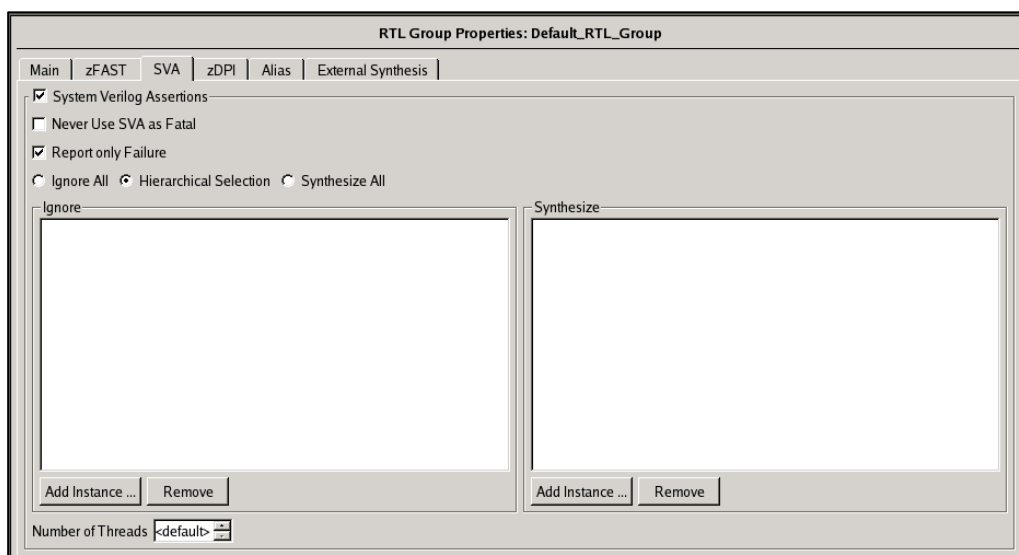 RTL Group Properties: Default_RTL_Group
Main zFAST SVA zDPI Alias External Synthesis
System Verilog Assertions
Never Use SVA as Fatal
Report only Failure
Ignore All Hierarchical Selection Synthesize All
Ignore Synthesize
Add Instance ... Remove Add Instance ... Remove
Number of Threads <default>